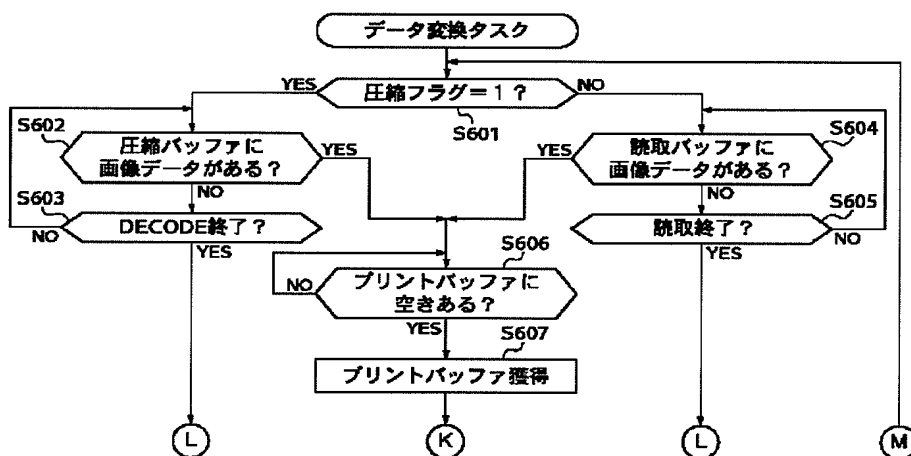 データ変換タスク
圧縮フラグ=1?
YES
NO
S601
S602
圧縮バッファに
画像データがある?
YES
NO
S603
DECODE終了?
NO
YES
S604
読取バッファに
画像データがある?
YES
NO
S605
読取終了?
NO
YES
S606
プリントバッファに
空きある?
NO
YES
S607
プリントバッファ獲得
L
K
L
M